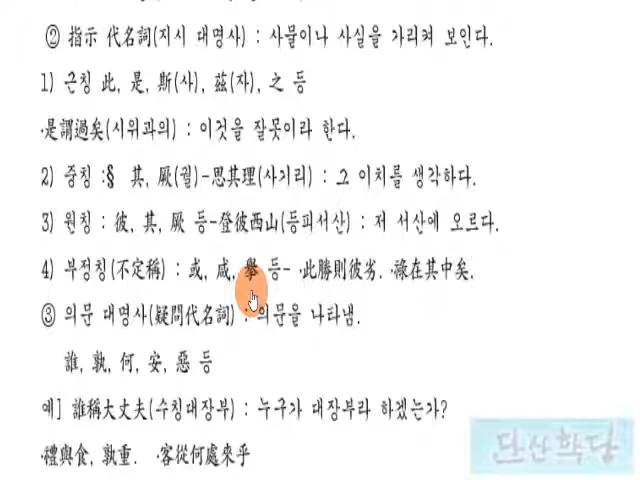 ② 指示 代名詞(지시 대명사) : 사물이나 사실을 가리켜 보인다.
1) 근칭 此, 是, 斯(사), 茲(자), 之 등
·是謂過矣(시위과의) : 이것을 잘못이라 한다.
2) 중칭 :§ 其, 厥(궐)-思其理(사기리) : 그 이치를 생각하다.
3) 원칭 : 彼, 其, 厥 등-登彼西山(등피서산) : 저 서산에 오르다.
4) 부정칭(不定稱) : 或, 咸, 擧 등- ·此勝則彼劣. ·祿在其中矣.
③ 의문 대명사(疑問代名詞) : 의문을 나타냄.
誰, 孰, 何, 安, 惡 등
예] 誰稱大丈夫(수칭대장부) : 누구가 대장부라 하겠는가?
·禮與食, 孰重. ·客從何處來乎
단산학당